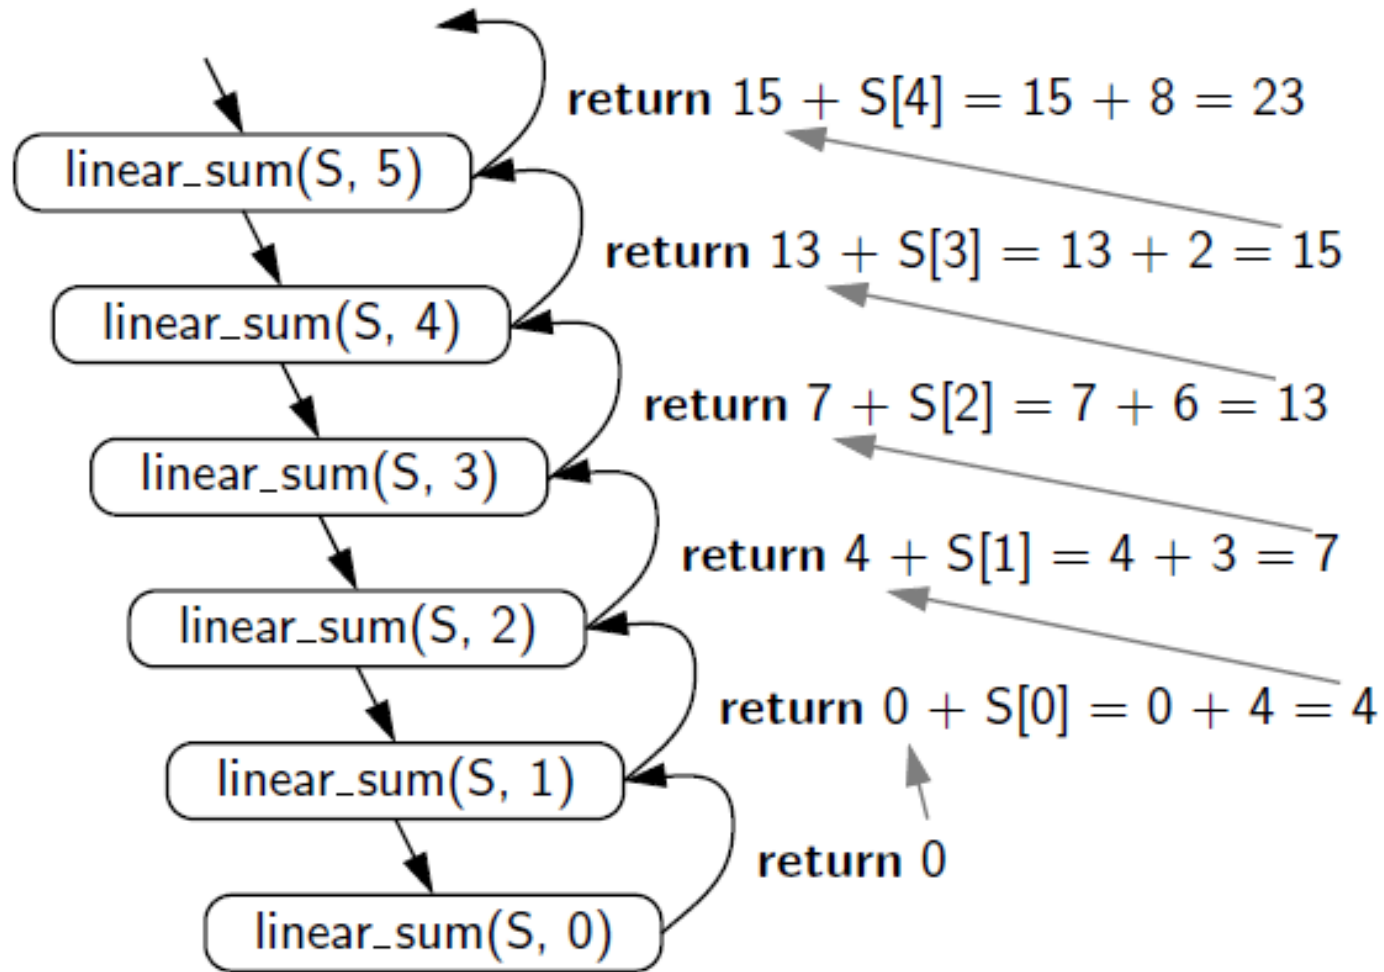 return 15 + S[4] = 15 + 8 = 23
linear_sum(S, 5)
return 13 + S[3] = 13 + 2 = 15
linear_sum(S, 4)
return 7 + S[2] = 7 + 6 = 13
linear_sum(S, 3)
return 4 + S[1] = 4 + 3 = 7
linear_sum(S, 2)
return 0 + S[0] = 0 + 4 = 4
linear_sum(S, 1)
return 0
linear_sum(S, 0)